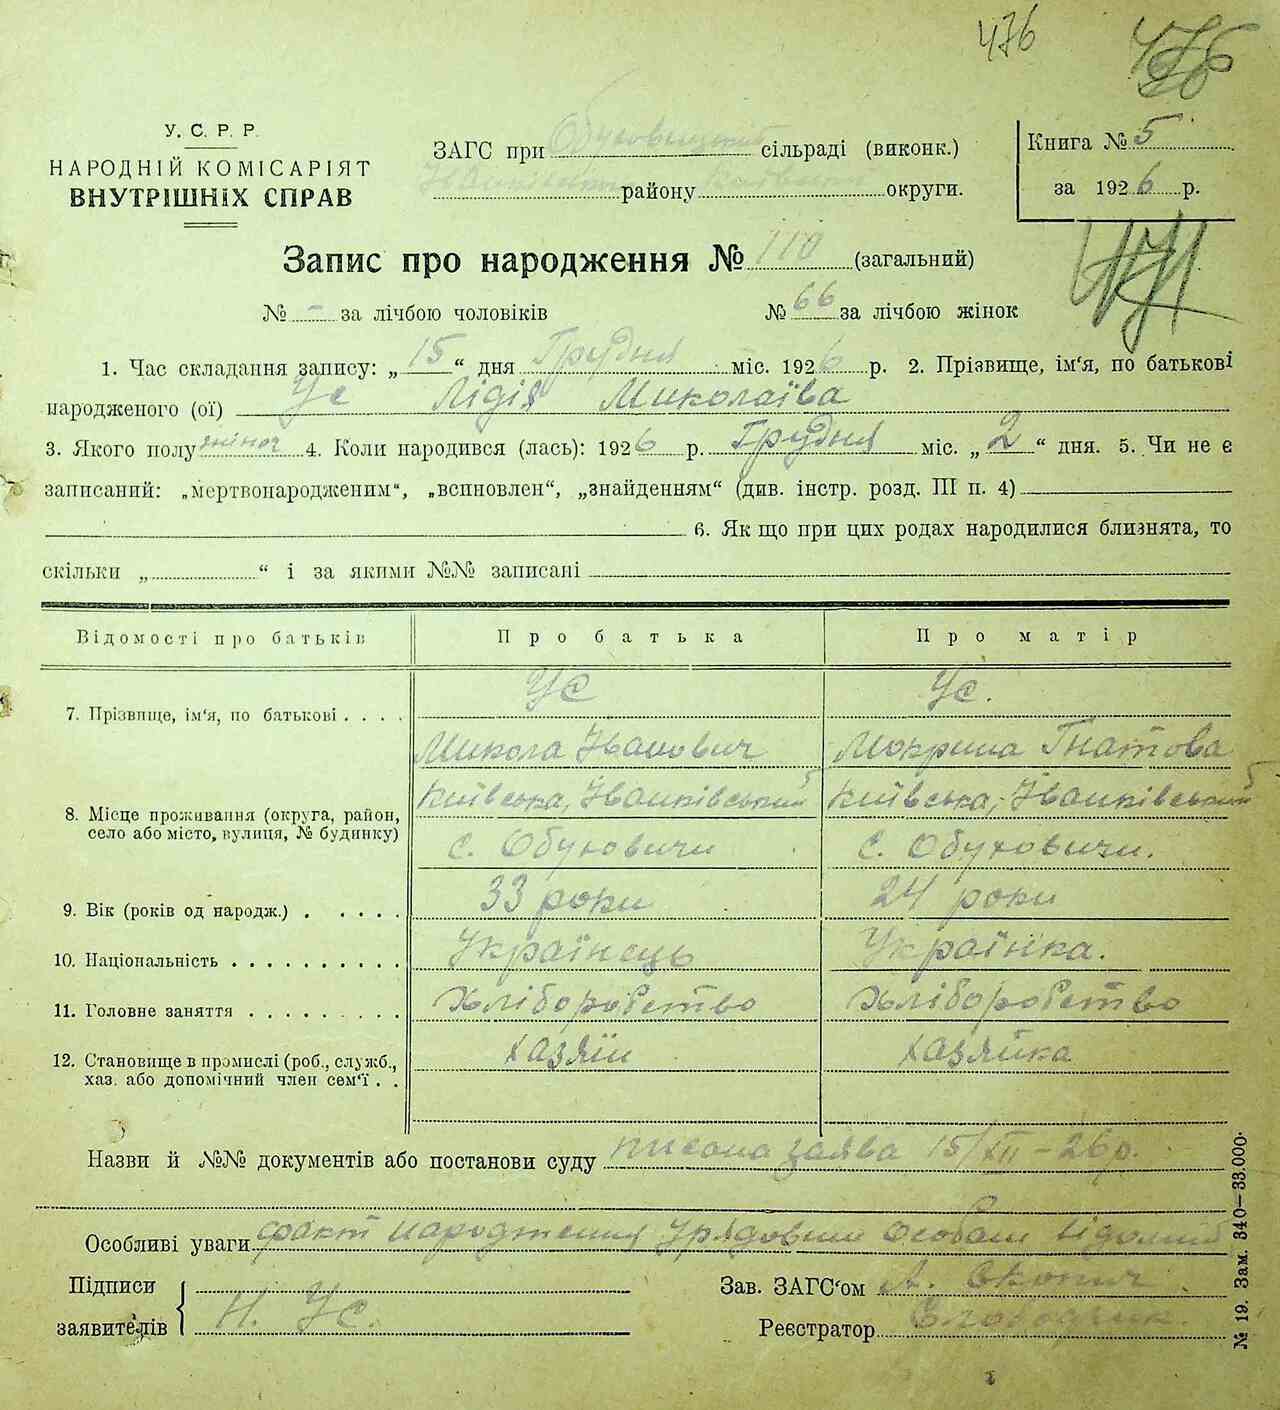 476
476
У. С. Р. Р.
НАРОДНІЙ КОМІСАРІЯТ
ВНУТРІШНІХ СПРАВ
ЗАГС при Обуховицькій сільраді (виконк.)
району округи.
Книга № 5
за 1926 р.
Запис про народження № 110 (загальний)
№ - за лічбою чоловіків № 66 за лічбою жінок
1. Час складання запису: „15“ дня Грудня міс. 1926 р. 2. Прізвище, ім'я, по батькові
народженого (ої) Ус Лідія Миколаїва
3. Якого полу жіноч 4. Коли народився (лась): 1926 р. Грудня міс. „2“ дня. 5. Чи не є
записаний: „мертвонародженим“, „вспновлен“, „знайденням“ (див. інстр. розд. III п. 4)
6. Як що при цих родах народилися близнята, то
скільки „ “ і за якими №№ записані
Відомості про батьків Про батька Про матір
7. Прізвище, ім'я, по батькові . . . . Ус Ус.
Микола Іванович Мокрина Гнатова
8. Місце проживання (округа, район, село або місто, вулиця, № будинку) Київська, Іванківський Київська, Іванківський
с. Обуховичи с. Обуховичи.
9. Вік (років од народж.) . . . . . 33 роки 24 роки
10. Національність . . . . . . . . . . Українець Українка.
11. Головне заняття . . . . . . . . . Хліборобство Хліборобство
12. Становище в промислі (роб., служб., хаз. або допомічний член сем'ї . . хазяїн хазяйка
Назви й №№ документів або постанови суду писана заява 15/XII – 26 р.
Особливі уваги факт народження урядовим особам відомий
Підписи
заявителів Н. Ус.
Зав. ЗАГС'ом А.
Реєстратор
№ 19. Зам. 340—33.000.